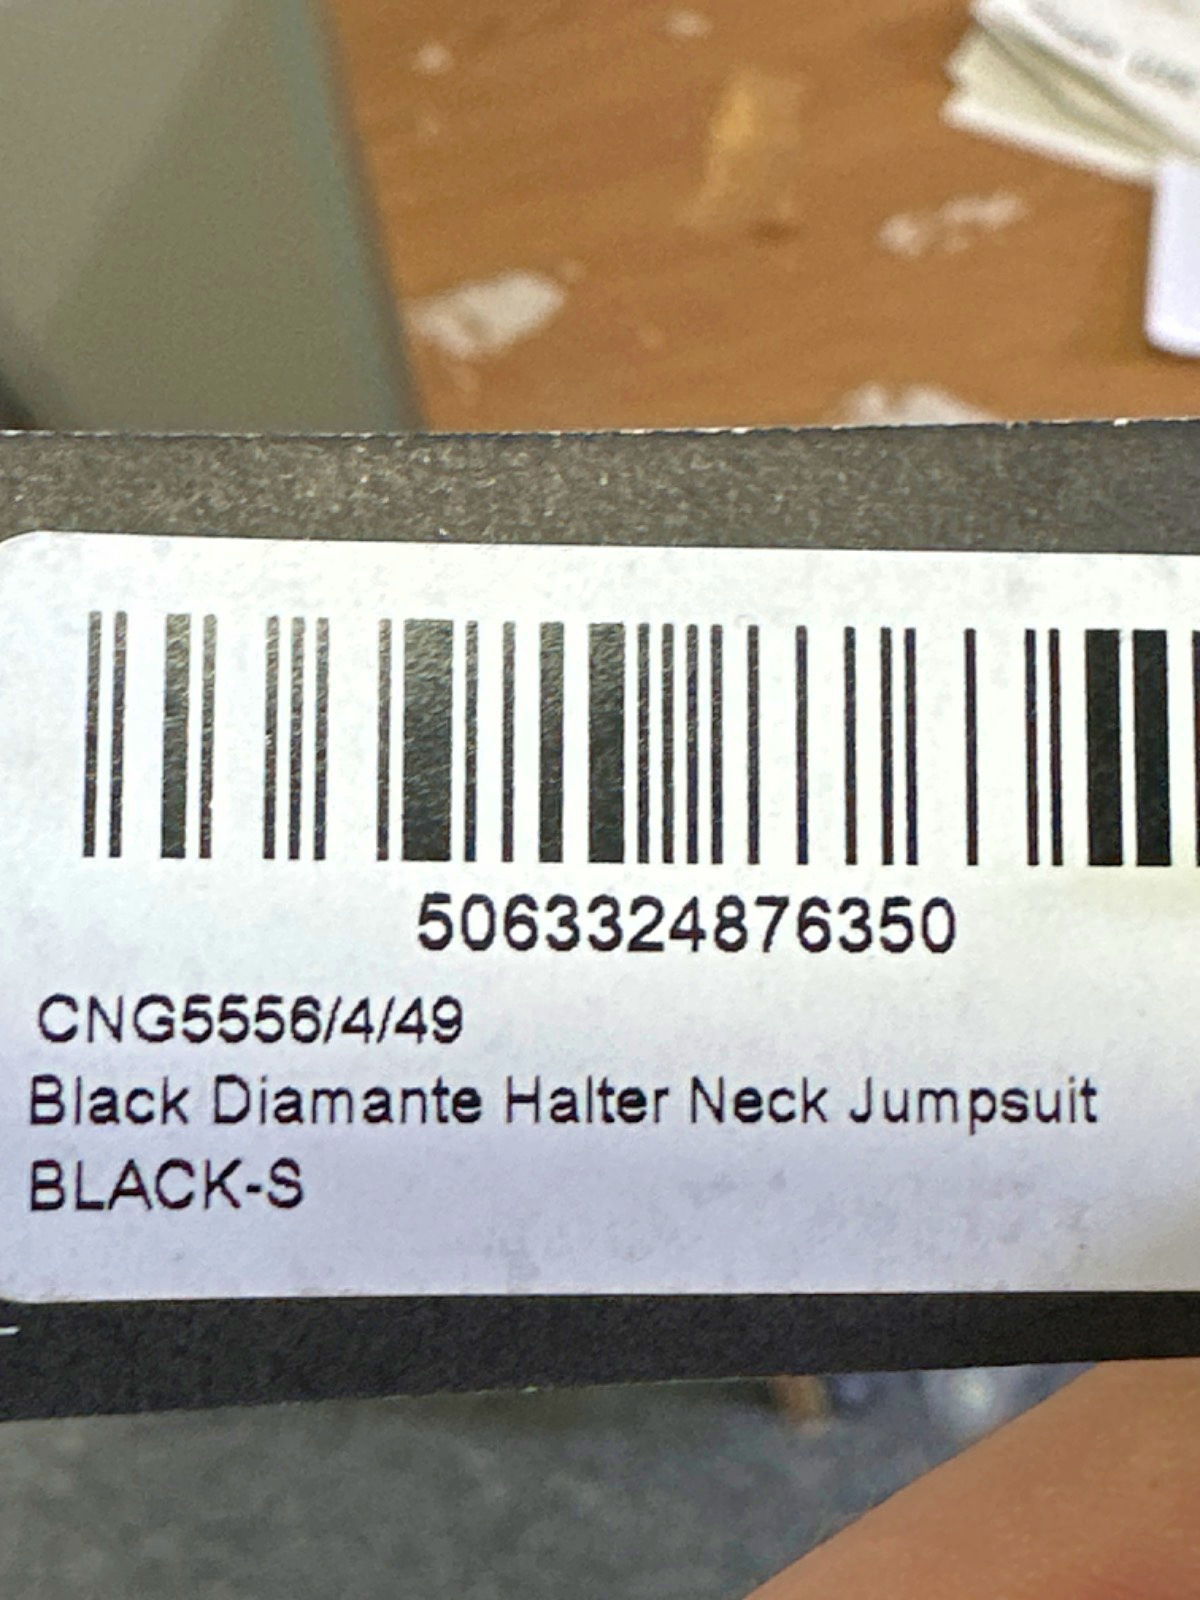 5063324876350
CNG5556/4/49
Black Diamante Halter Neck Jumpsuit
BLACK-S